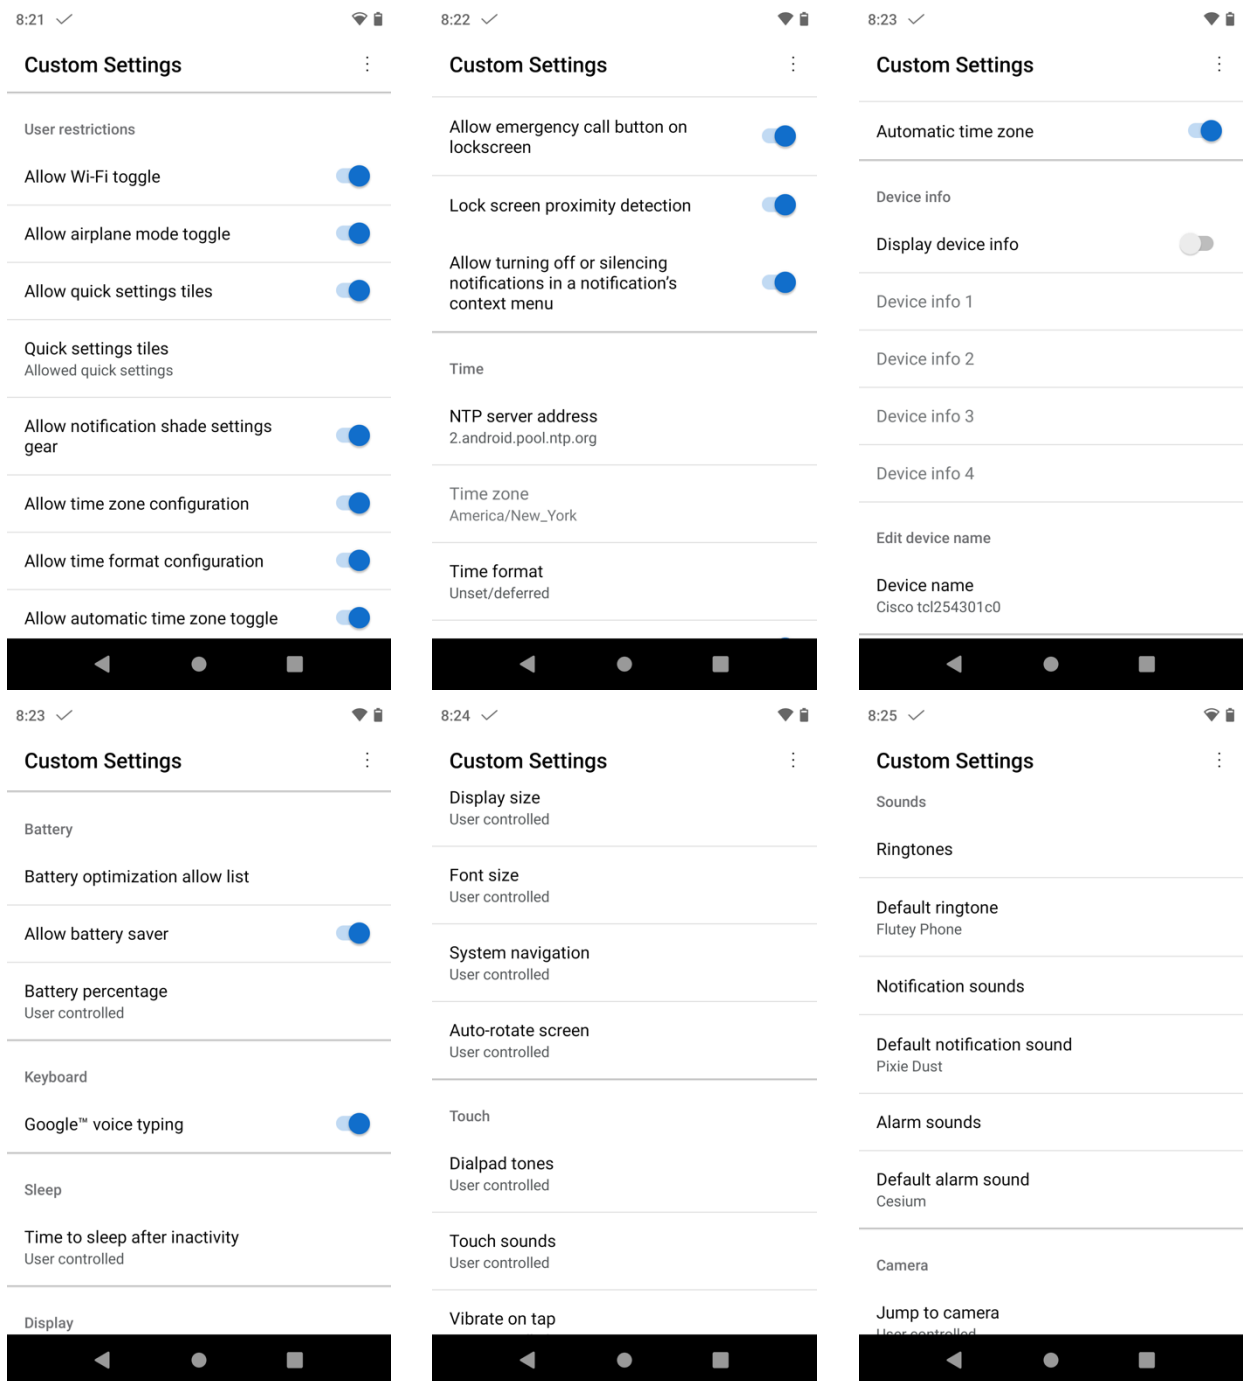 8:21
Custom Settings
User restrictions
Allow Wi-Fi toggle
Allow airplane mode toggle
Allow quick settings tiles
Quick settings tiles
Allowed quick settings
Allow notification shade settings
gear
Allow time zone configuration
Allow time format configuration
Allow automatic time zone toggle
8:22
Custom Settings
Allow emergency call button on
lockscreen
Lock screen proximity detection
Allow turning off or silencing
notifications in a notification's
context menu
Time
NTP server address
2.android.pool.ntp.org
Time zone
America/New_York
Time format
Unset/deferred
8:23
Custom Settings
Automatic time zone
Device info
Display device info
Device info 1
Device info 2
Device info 3
Device info 4
Edit device name
Device name
Cisco tcl254301c0
8:23
Custom Settings
Battery
Battery optimization allow list
Allow battery saver
Battery percentage
User controlled
Keyboard
Google™ voice typing
Sleep
Time to sleep after inactivity
User controlled
Display
8:24
Custom Settings
Display size
User controlled
Font size
User controlled
System navigation
User controlled
Auto-rotate screen
User controlled
Touch
Dialpad tones
User controlled
Touch sounds
User controlled
Vibrate on tap
8:25
Custom Settings
Sounds
Ringtones
Default ringtone
Flutey Phone
Notification sounds
Default notification sound
Pixie Dust
Alarm sounds
Default alarm sound
Cesium
Camera
Jump to camera
User controlled